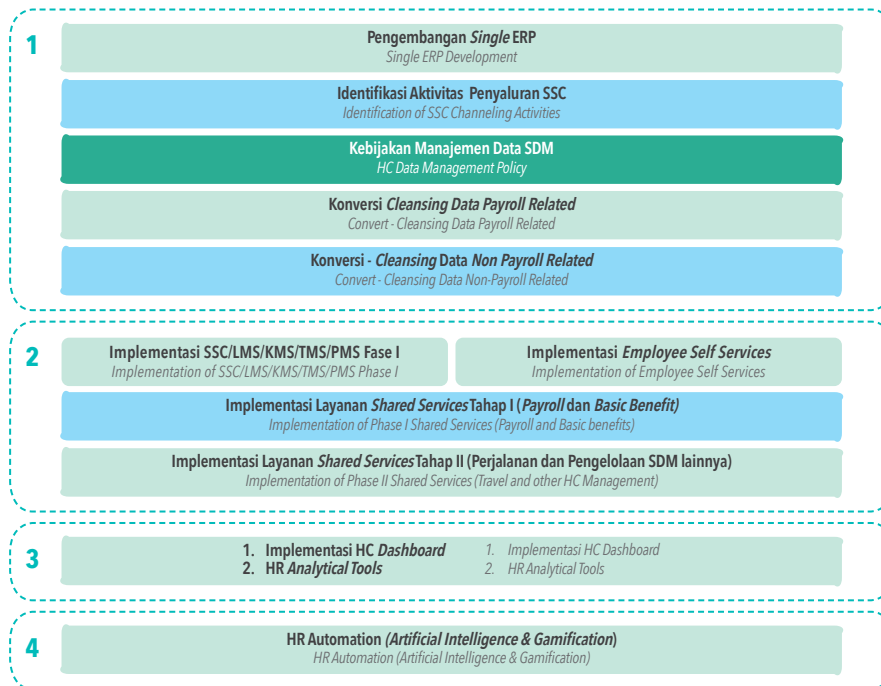 1
Pengembangan Single ERP
Single ERP Development
Identifikasi Aktivitas Penyaluran SSC
Identification of SSC Channeling Activities
Kebijakan Manajemen Data SDM
HC Data Management Policy
Konversi Cleansing Data Payroll Related
Convert - Cleansing Data Payroll Related
Konversi - Cleansing Data Non Payroll Related
Convert - Cleansing Data Non-Payroll Related
2
Implementasi SSC/LMS/KMS/TMS/PMS Fase I
Implementation of SSC/LMS/KMS/TMS/PMS Phase I
Implementasi Employee Self Services
Implementation of Employee Self Services
Implementasi Layanan Shared Services Tahap I (Payroll dan Basic Benefit)
Implementation of Phase I Shared Services (Payroll and Basic benefits)
Implementasi Layanan Shared Services Tahap II (Perjalanan dan Pengelolaan SDM lainnya)
Implementation of Phase II Shared Services (Travel and other HC Management)
3
1. Implementasi HC Dashboard
2. HR Analytical Tools
1. Implementasi HC Dashboard
2. HR Analytical Tools
4
HR Automation (Artificial Intelligence & Gamification)
HR Automation (Artificial Intelligence & Gamification)